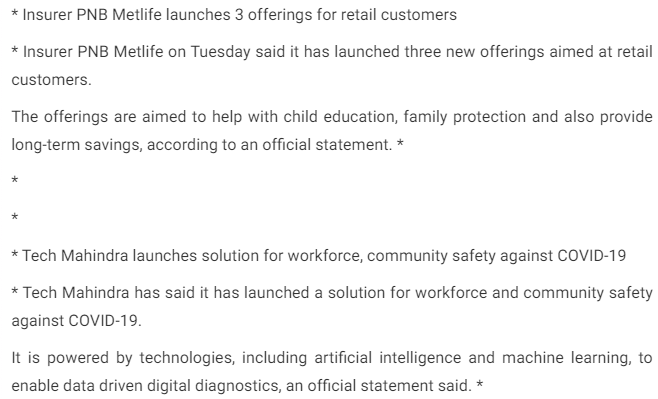 * Insurer PNB Metlife launches 3 offerings for retail customers
* Insurer PNB Metlife on Tuesday said it has launched three new offerings aimed at retail
customers.
The offerings are aimed to help with child education, family protection and also provide
long-term savings, according to an official statement. *
*
*
* Tech Mahindra launches solution for workforce, community safety against COVID-19
* Tech Mahindra has said it has launched a solution for workforce and community safety
against COVID-19.
It is powered by technologies, including artificial intelligence and machine learning, to
enable data driven digital diagnostics, an official statement said. *